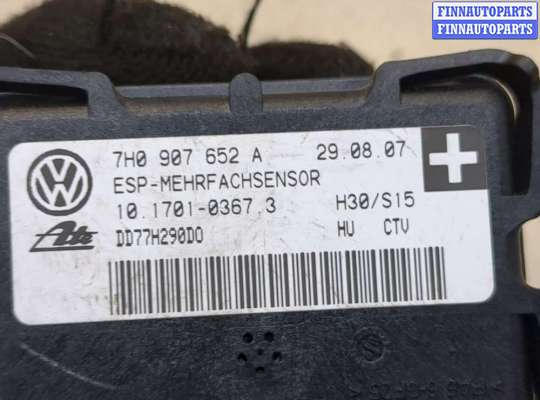 FINNAUTOPARTS
FINNAUTOPARTS
7H0 907 652 A 29.08.07
ESP-MEHRFACHSENSOR
10.1701-0367.3 H30/S15
Ate DD77H290D0 HU CTV